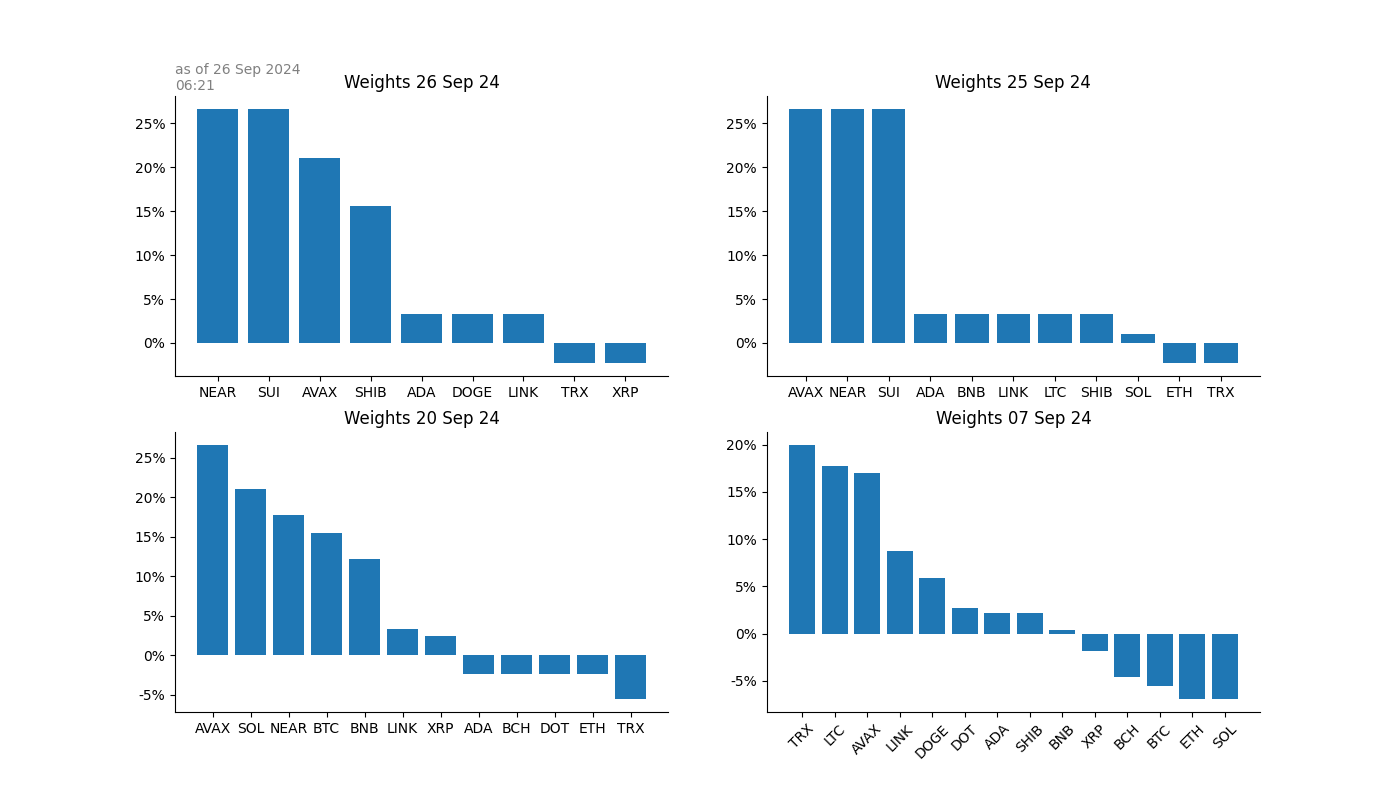 as of 26 Sep 2024
06:21
Weights 26 Sep 24
25%
20%
15%
10%
5%
0%
NEAR SUI AVAX SHIB ADA DOGE LINK TRX XRP
Weights 25 Sep 24
25%
20%
15%
10%
5%
0%
AVAX NEAR SUI ADA BNB LINK LTC SHIB SOL ETH TRX
Weights 20 Sep 24
25%
20%
15%
10%
5%
0%
-5%
AVAX SOL NEAR BTC BNB LINK XRP ADA BCH DOT ETH TRX
Weights 07 Sep 24
20%
15%
10%
5%
0%
-5%
TRX LTC AVAX LINK DOGE DOT ADA SHIB BNB XRP BCH BTC ETH SOL